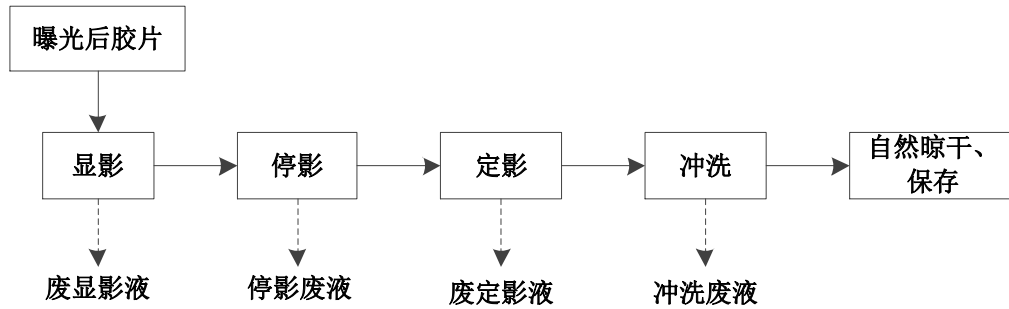 曝光后胶片
显影
停影
定影
冲洗
自然晾干、
保存
废显影液
停影废液
废定影液
冲洗废液